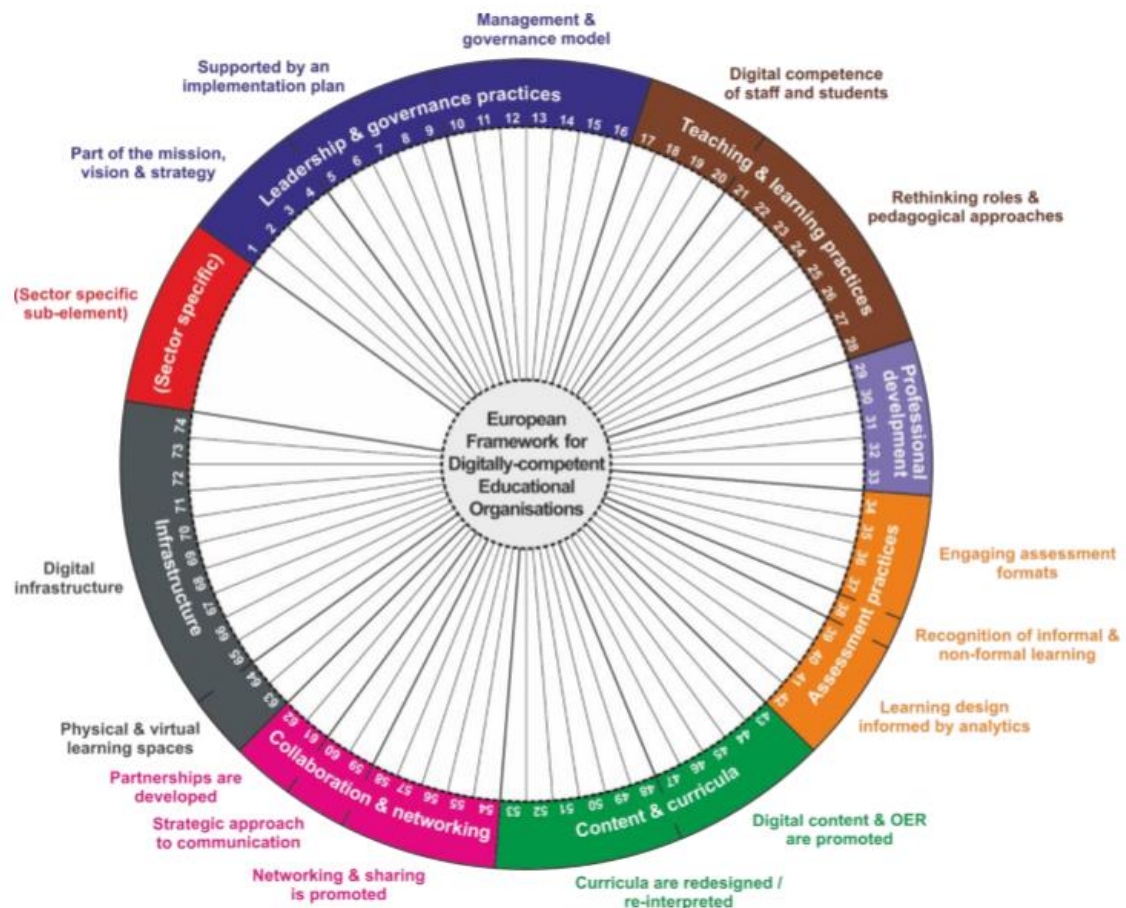 Management &
governance model
Supported by an
implementation plan
Part of the mission,
vision & strategy
Digital competence
of staff and students
Rethinking roles &
pedagogical approaches
(Sector specific
sub-element)
Leadership & governance practices
Teaching & learning practices
Professional
develpment
Assessment practices
Content & curricula
Collaboration & networking
Infrastructure
(Sector specific)
1
2
3
4
5
6
7
8
9
10
11
12
13
14
15
16
17
18
19
20
21
22
23
24
25
26
27
28
29
30
31
32
33
34
35
36
37
38
39
40
41
42
43
44
45
46
47
48
49
50
51
52
53
54
55
56
57
58
59
60
61
62
63
64
65
66
67
68
69
70
71
72
73
74
European
Framework for
Digitally-competent
Educational
Organisations
Engaging assessment
formats
Recognition of informal &
non-formal learning
Learning design
informed by analytics
Digital content & OER
are promoted
Curricula are redesigned /
re-interpreted
Networking & sharing
is promoted
Strategic approach
to communication
Partnerships are
developed
Physical & virtual
learning spaces
Digital
infrastructure